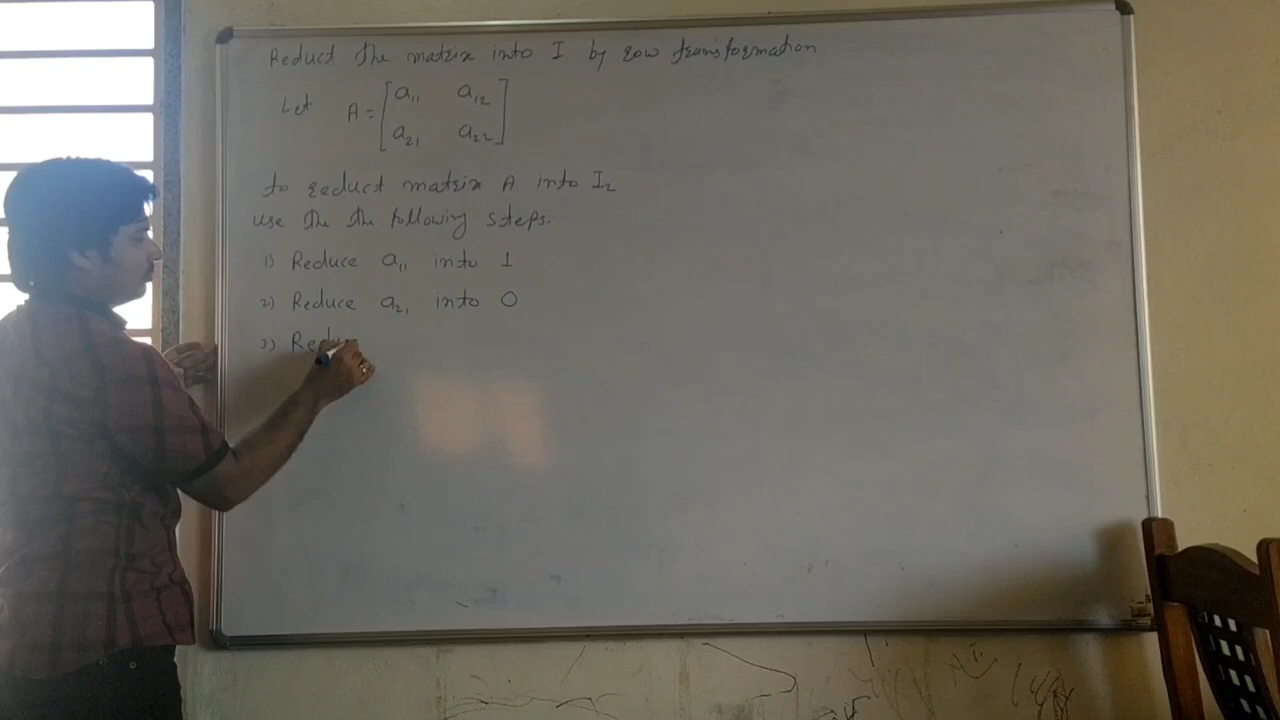 Reduct the matrix into I by row transformation
Let A = [a₁₁ a₁₂
a₂₁ a₂₂]
to reduct matrix A into I₂
use the the following steps.
1) Reduce a₁₁ into 1
2) Reduce a₂₁ into 0
3) Redu